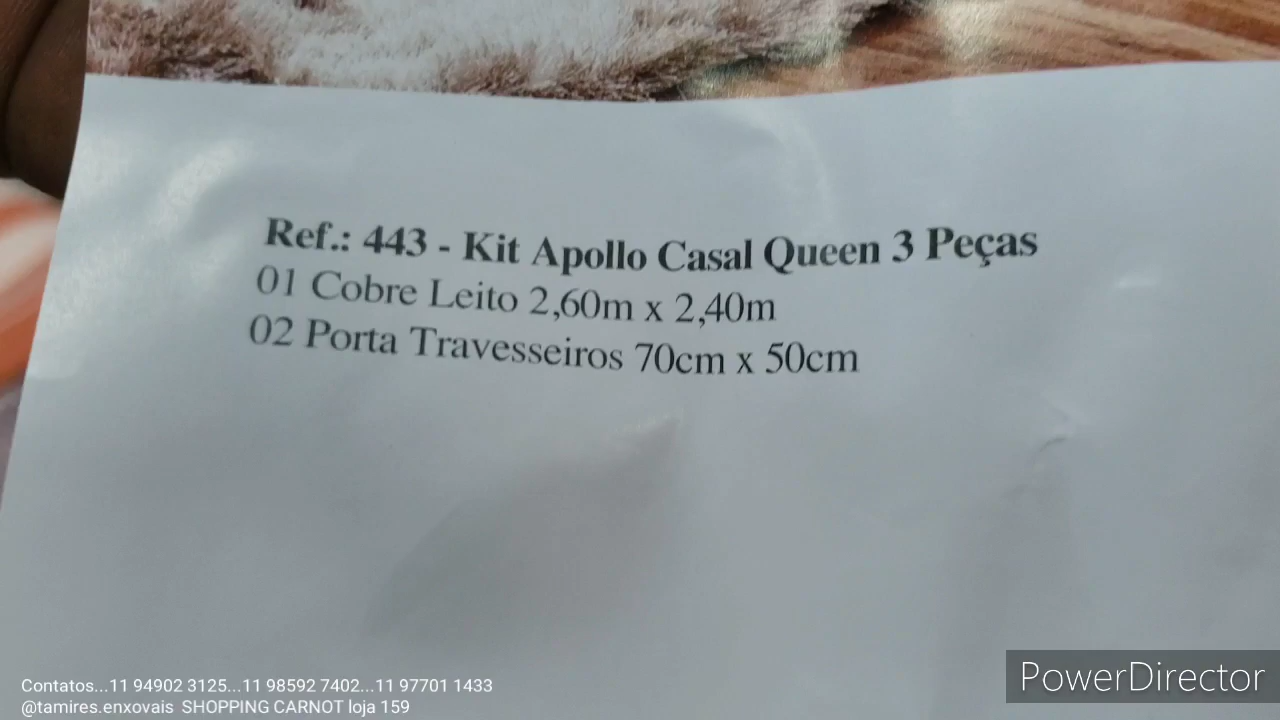 Ref.: 443 - Kit Apollo Casal Queen 3 Peças
01 Cobre Leito 2,60m x 2,40m
02 Porta Travesseiros 70cm x 50cm
Contatos...11 94902 3125...11 98592 7402...11 97701 1433
@tamires.enxovais SHOPPING CARNOT loja 159
PowerDirector